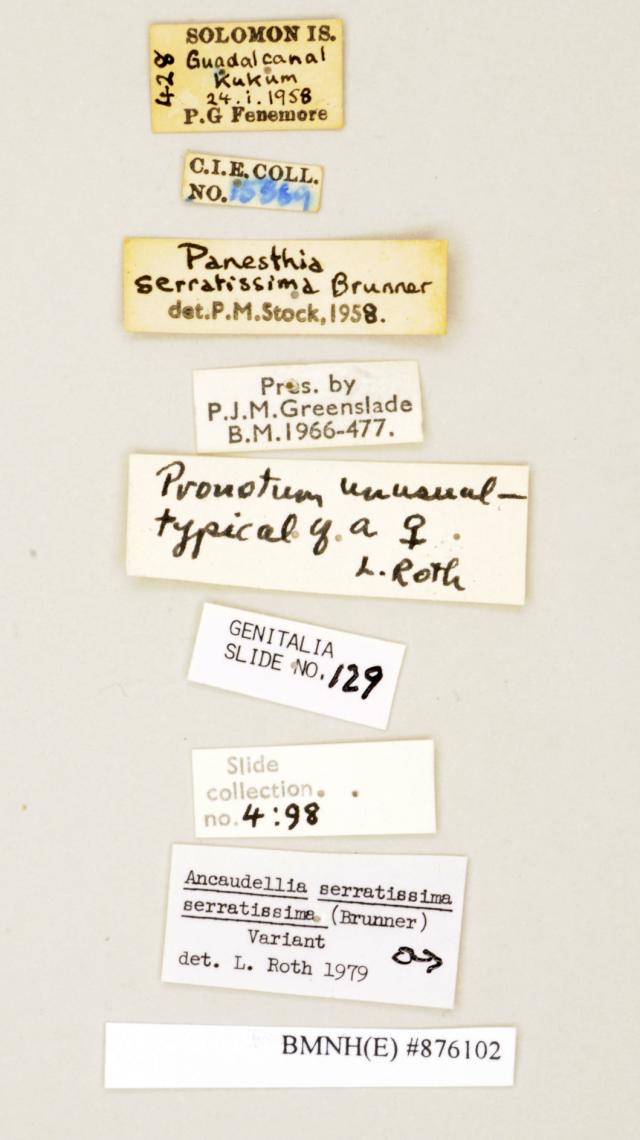 SOLOMON IS.
428
Guadalcanal
Kukum
24.i.1958
P.G Fenemore
C.I.E.COLL.
NO.
Panesthia
serratissima Brunner
det.P.M.Stock,1958.
Pres. by
P.J.M.Greenslade
B.M.1966-477.
Pronotum unusual-
typical of a ♀.
L.Roth
GENITALIA
SLIDE NO.129
Slide
collection.
no.4:98
Ancaudellia serratissima
serratissima (Brunner)
Variant
det. L. Roth 1979 ♂
BMNH(E) #876102